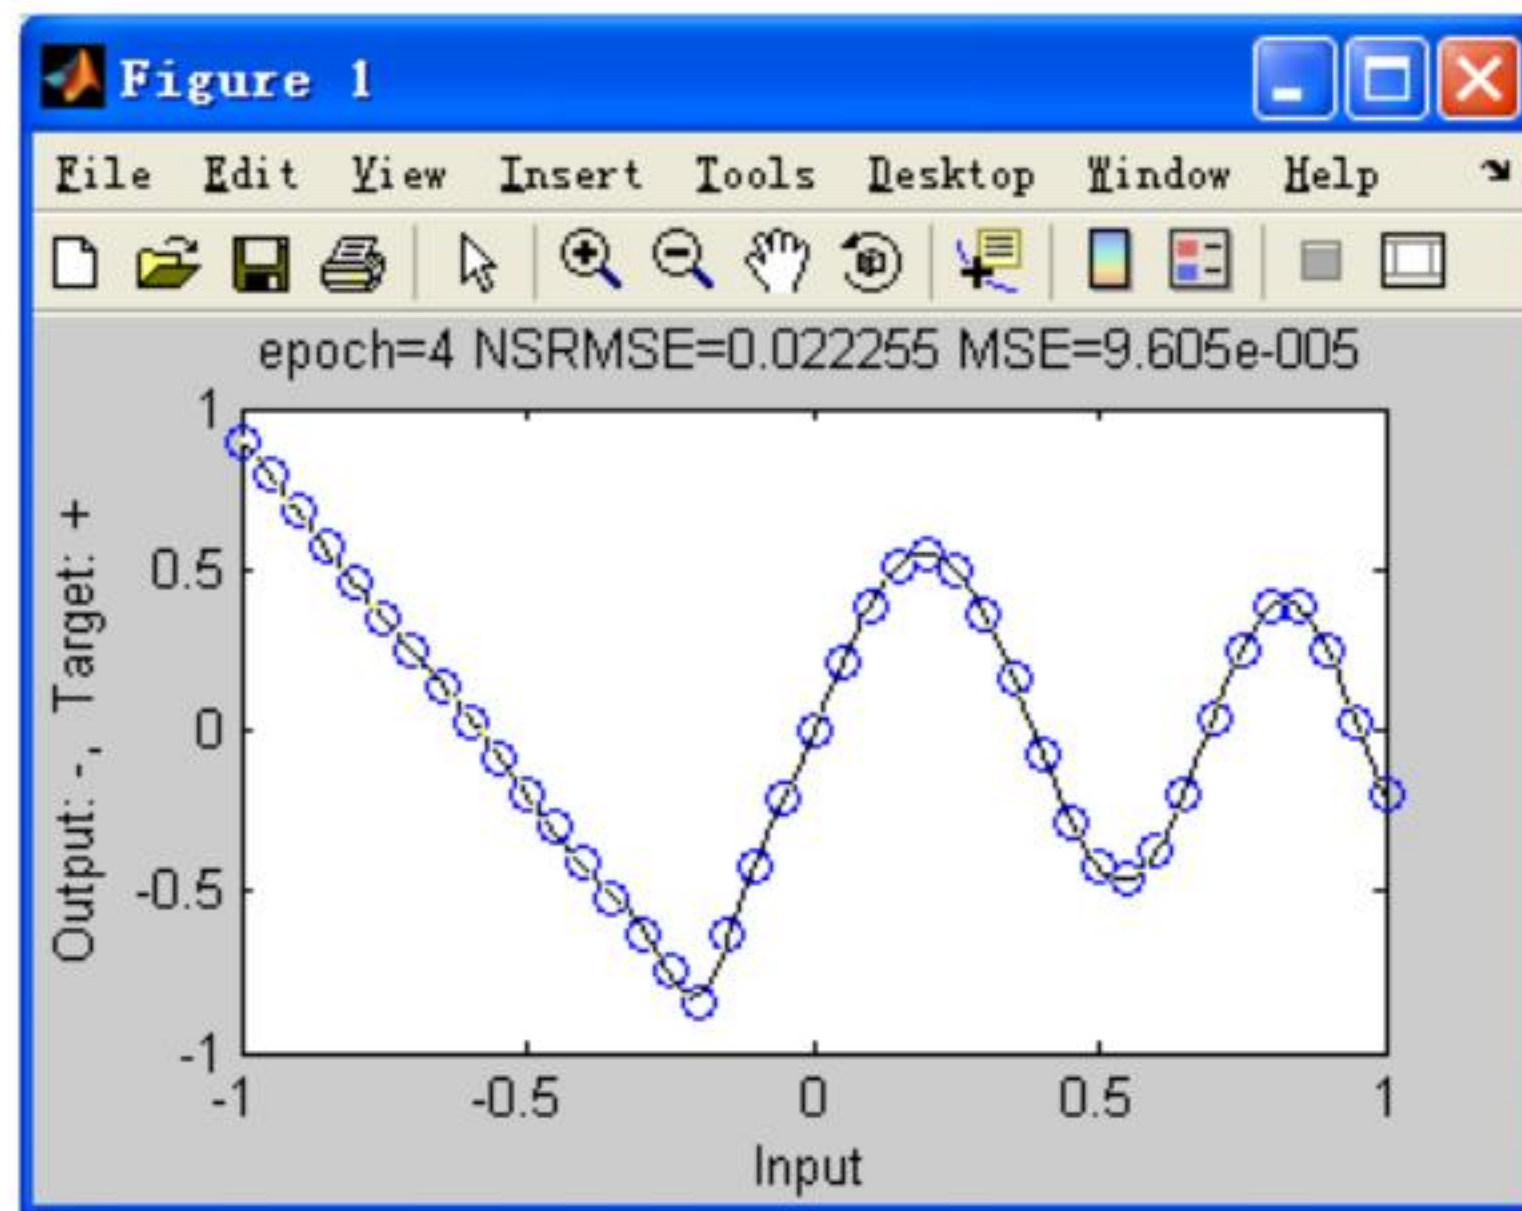 Figure 1
File Edit View Insert Tools Desktop Window Help
epoch=4 NSRMSE=0.022255 MSE=9.605e-005
Output: -, Target: +
1
0.5
0
-0.5
-1
-1 -0.5 0 0.5 1
Input